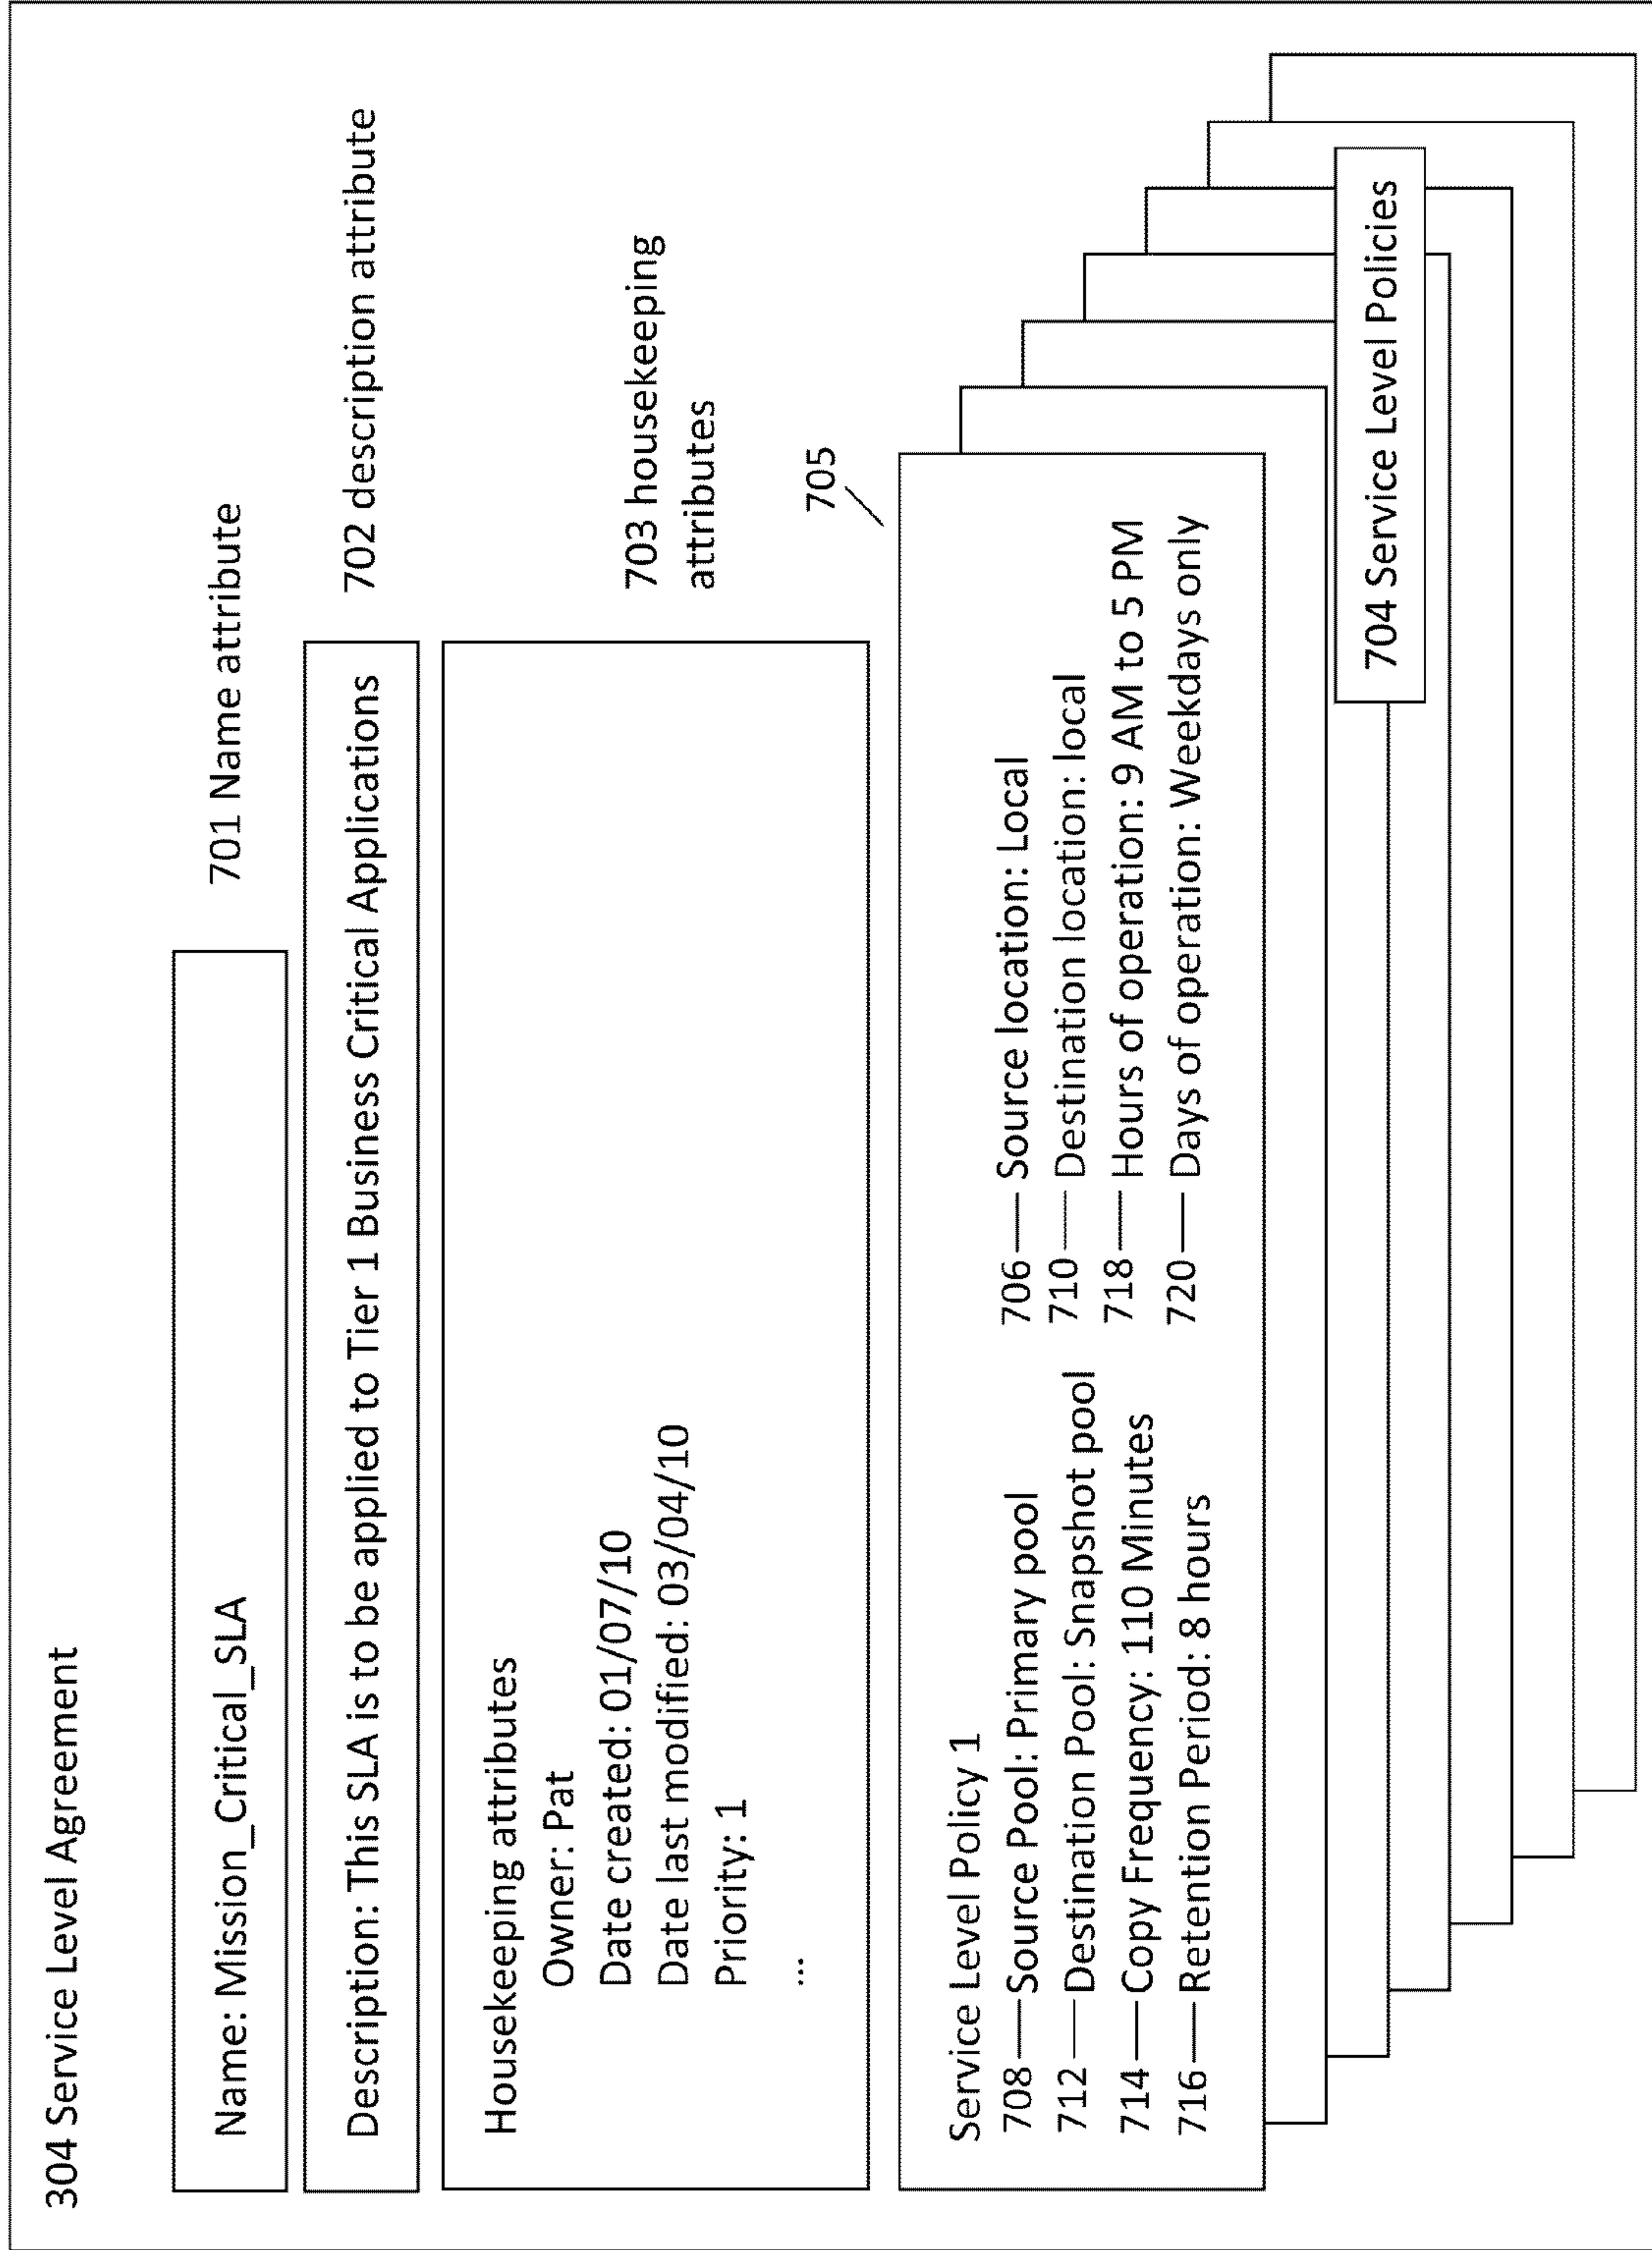 304 Service Level Agreement
Name: Mission_Critical_SLA
701 Name attribute
Description: This SLA is to be applied to Tier 1 Business Critical Applications
702 description attribute
Housekeeping attributes
Owner: Pat
Date created: 01/07/10
Date last modified: 03/04/10
Priority: 1
...
703 housekeeping
attributes
705
Service Level Policy 1
708 Source Pool: Primary pool
712 Destination Pool: Snapshot pool
714 Copy Frequency: 110 Minutes
716 Retention Period: 8 hours
706 Source location: Local
710 Destination location: local
718 Hours of operation: 9 AM to 5 PM
720 Days of operation: Weekdays only
704 Service Level Policies